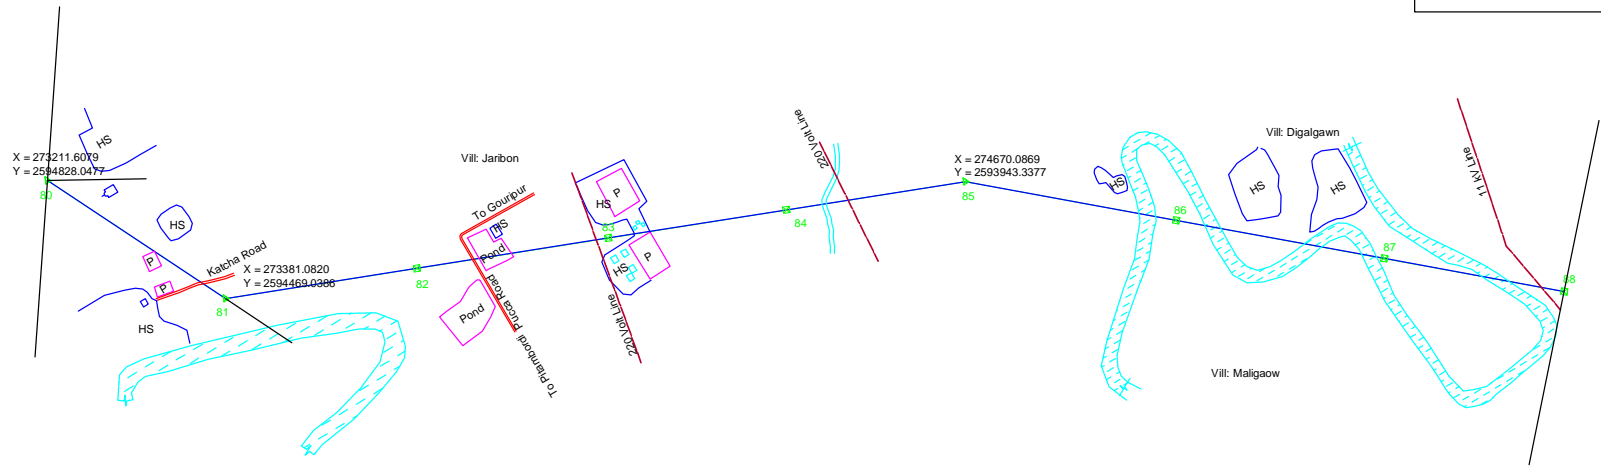 HS
X = 273211.6079
Y = 2594828.0477
80
HS
P
Katcha Road
P
HS
X = 273381.0820
Y = 2594469.0386
81
82
Vill: Jaribon
To Gouripur
HS
Pond
Pond
Pucca Road
To Pitambordi
P
HS
83
P
HS
220 Volt Line
220 Volt Line
84
X = 274670.0869
Y = 2593943.3377
85
HS
86
Vill: Digalgawn
HS
HS
87
11 kV Line
88
Vill: Maligaow